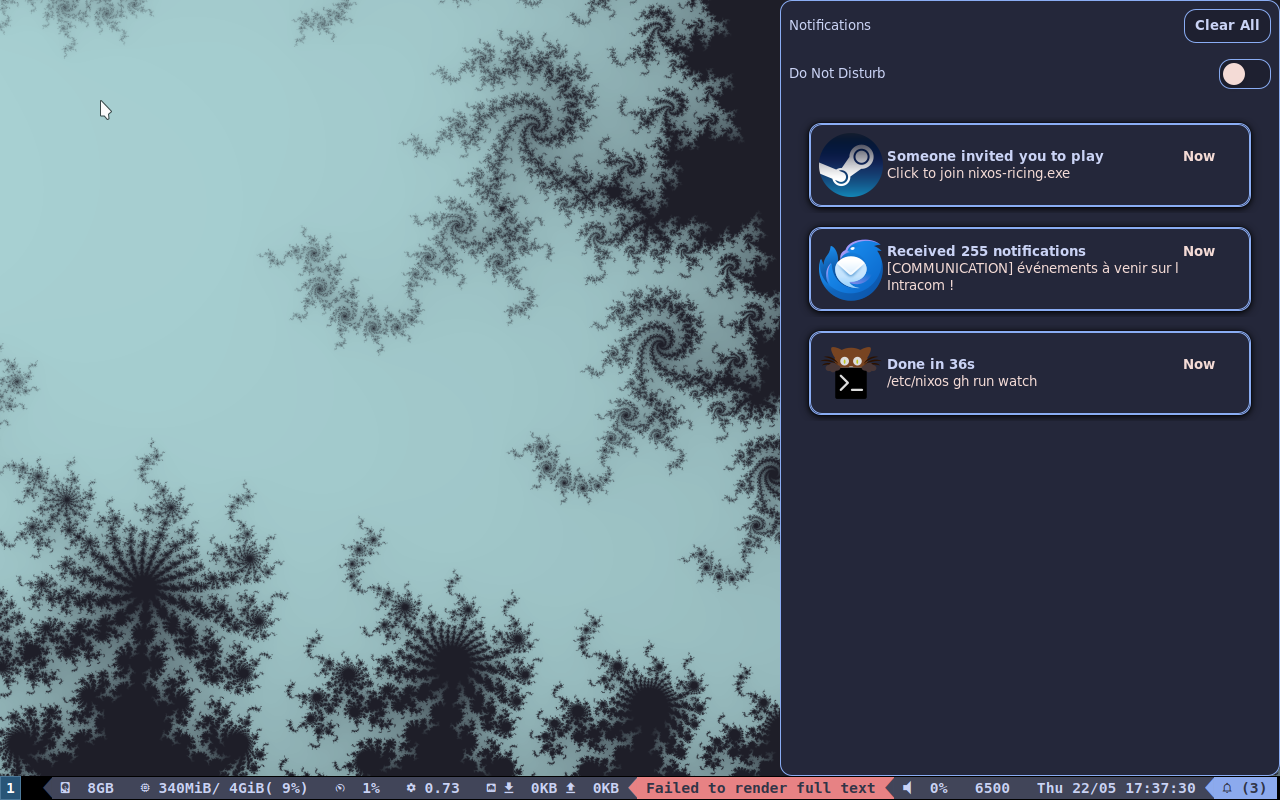 Notifications
Clear All
Do Not Disturb
Someone invited you to play
Now
Click to join nixos-ricing.exe
Received 255 notifications
Now
[COMMUNICATION] événements à venir sur l
Intracom !
Done in 36s
Now
/etc/nixos gh run watch
1 8GB 340MiB/ 4GiB( 9%) 1% 0.73 0KB 0KB Failed to render full text 0% 6500 Thu 22/05 17:37:30 (3)